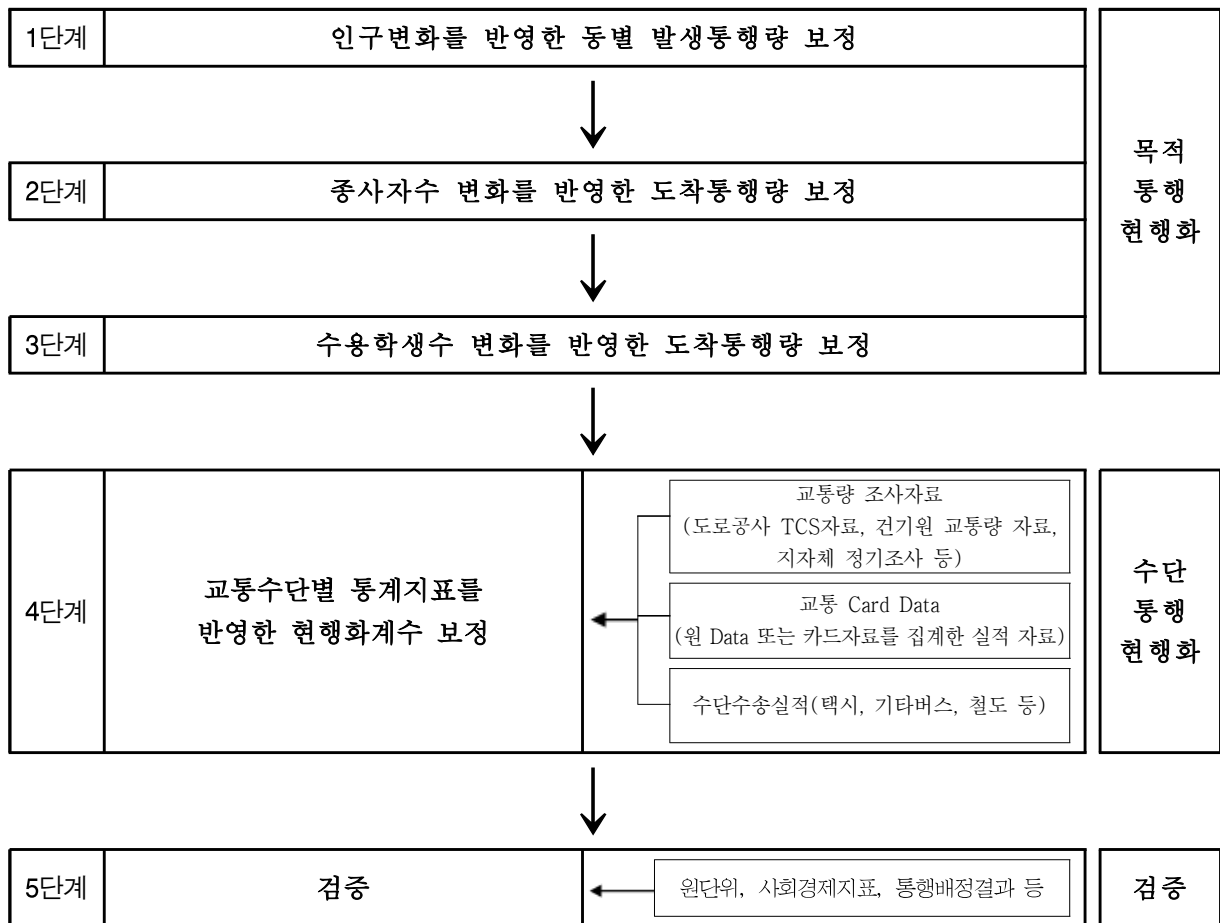 1단계
인구변화를 반영한 동별 발생통행량 보정
2단계
종사자수 변화를 반영한 도착통행량 보정
3단계
수용학생수 변화를 반영한 도착통행량 보정
목적
통행
현행화
4단계
교통수단별 통계지표를
반영한 현행화계수 보정
교통량 조사자료
(도로공사 TCS자료, 건기원 교통량 자료,
지자체 정기조사 등)
교통 Card Data
(원 Data 또는 카드자료를 집계한 실적 자료)
수단수송실적(택시, 기타버스, 철도 등)
수단
통행
현행화
5단계
검증
원단위, 사회경제지표, 통행배정결과 등
검증